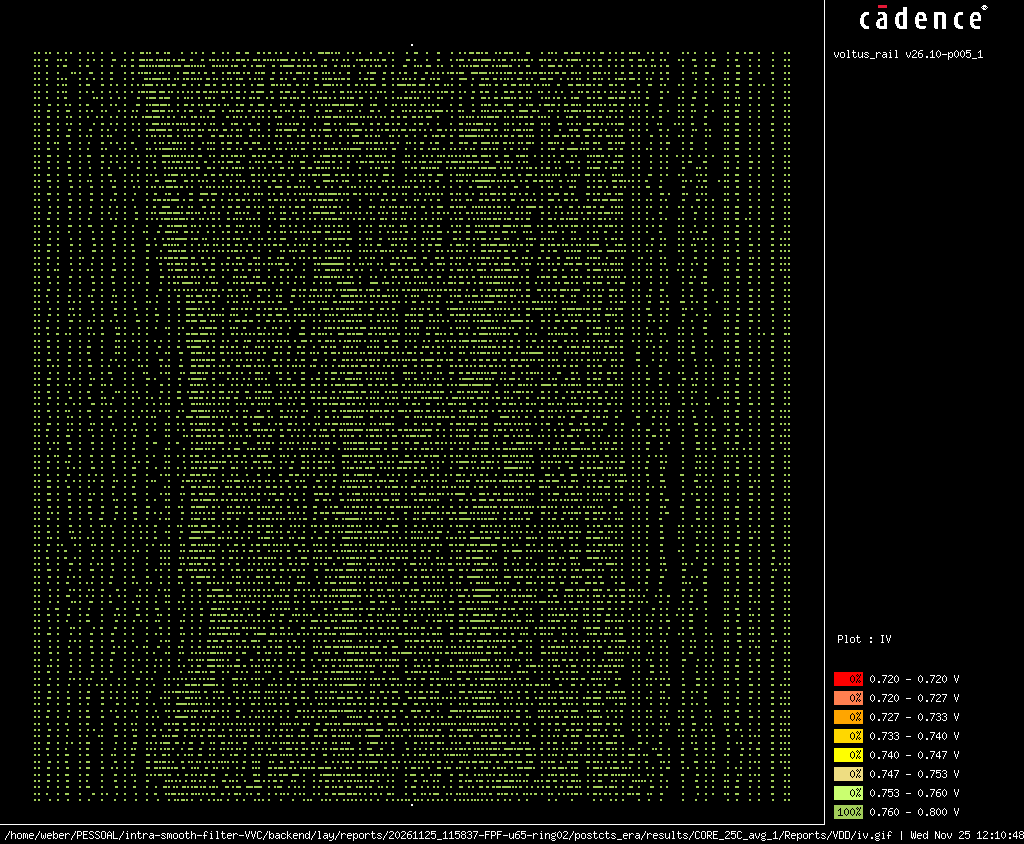 cādence®
voltus_rail v26.10-p005_1
Plot : IV
0% 0.720 - 0.720 V
0% 0.720 - 0.727 V
0% 0.727 - 0.733 V
0% 0.733 - 0.740 V
0% 0.740 - 0.747 V
0% 0.747 - 0.753 V
0% 0.753 - 0.760 V
100% 0.760 - 0.800 V
/home/weber/PESSOAL/intra-smooth-filter-VVC/backend/lay/reports/20261125_115837-FPF-u65-ring02/postcts_era/results/CORE_25C_avg_1/Reports/VDD/iv.gif | Wed Nov 25 12:10:48